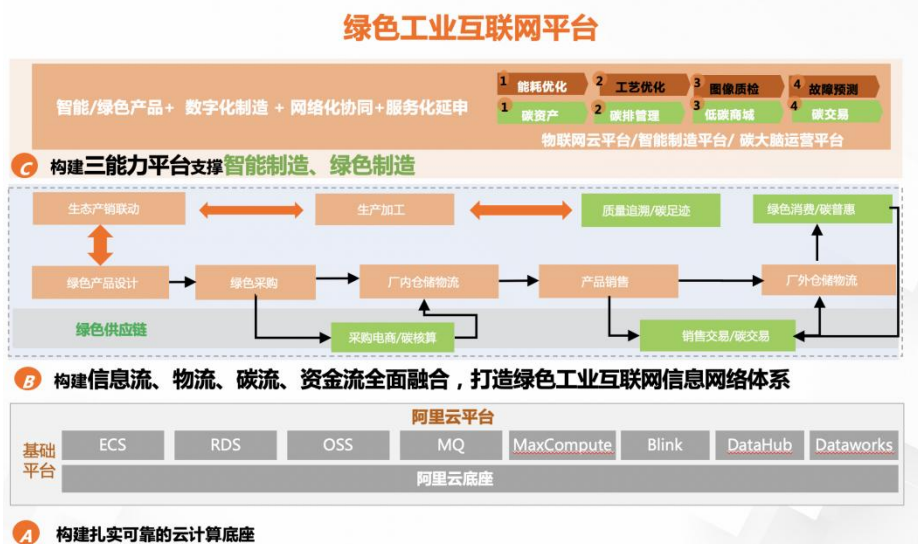 绿色工业互联网平台
智能/绿色产品+ 数字化制造 + 网络化协同+服务化延申
1 能耗优化 2 工艺优化 3 图像质检 4 故障预测
1 碳资产 2 碳排管理 3 低碳商城 4 碳交易
物联网云平台/智能制造平台/ 碳大脑运营平台
C 构建三能力平台支撑智能制造、绿色制造
生态产销联动 生产加工 质量追溯/碳足迹 绿色消费/碳普惠
绿色产品设计 绿色采购 厂内仓储物流 产品销售 厂外仓储物流
绿色供应链 采购电商/碳核算 销售交易/碳交易
B 构建信息流、物流、碳流、资金流全面融合，打造绿色工业互联网信息网络体系
阿里云平台
基础平台
ECS RDS OSS MQ MaxCompute Blink DataHub Dataworks
阿里云底座
A 构建扎实可靠的云计算底座